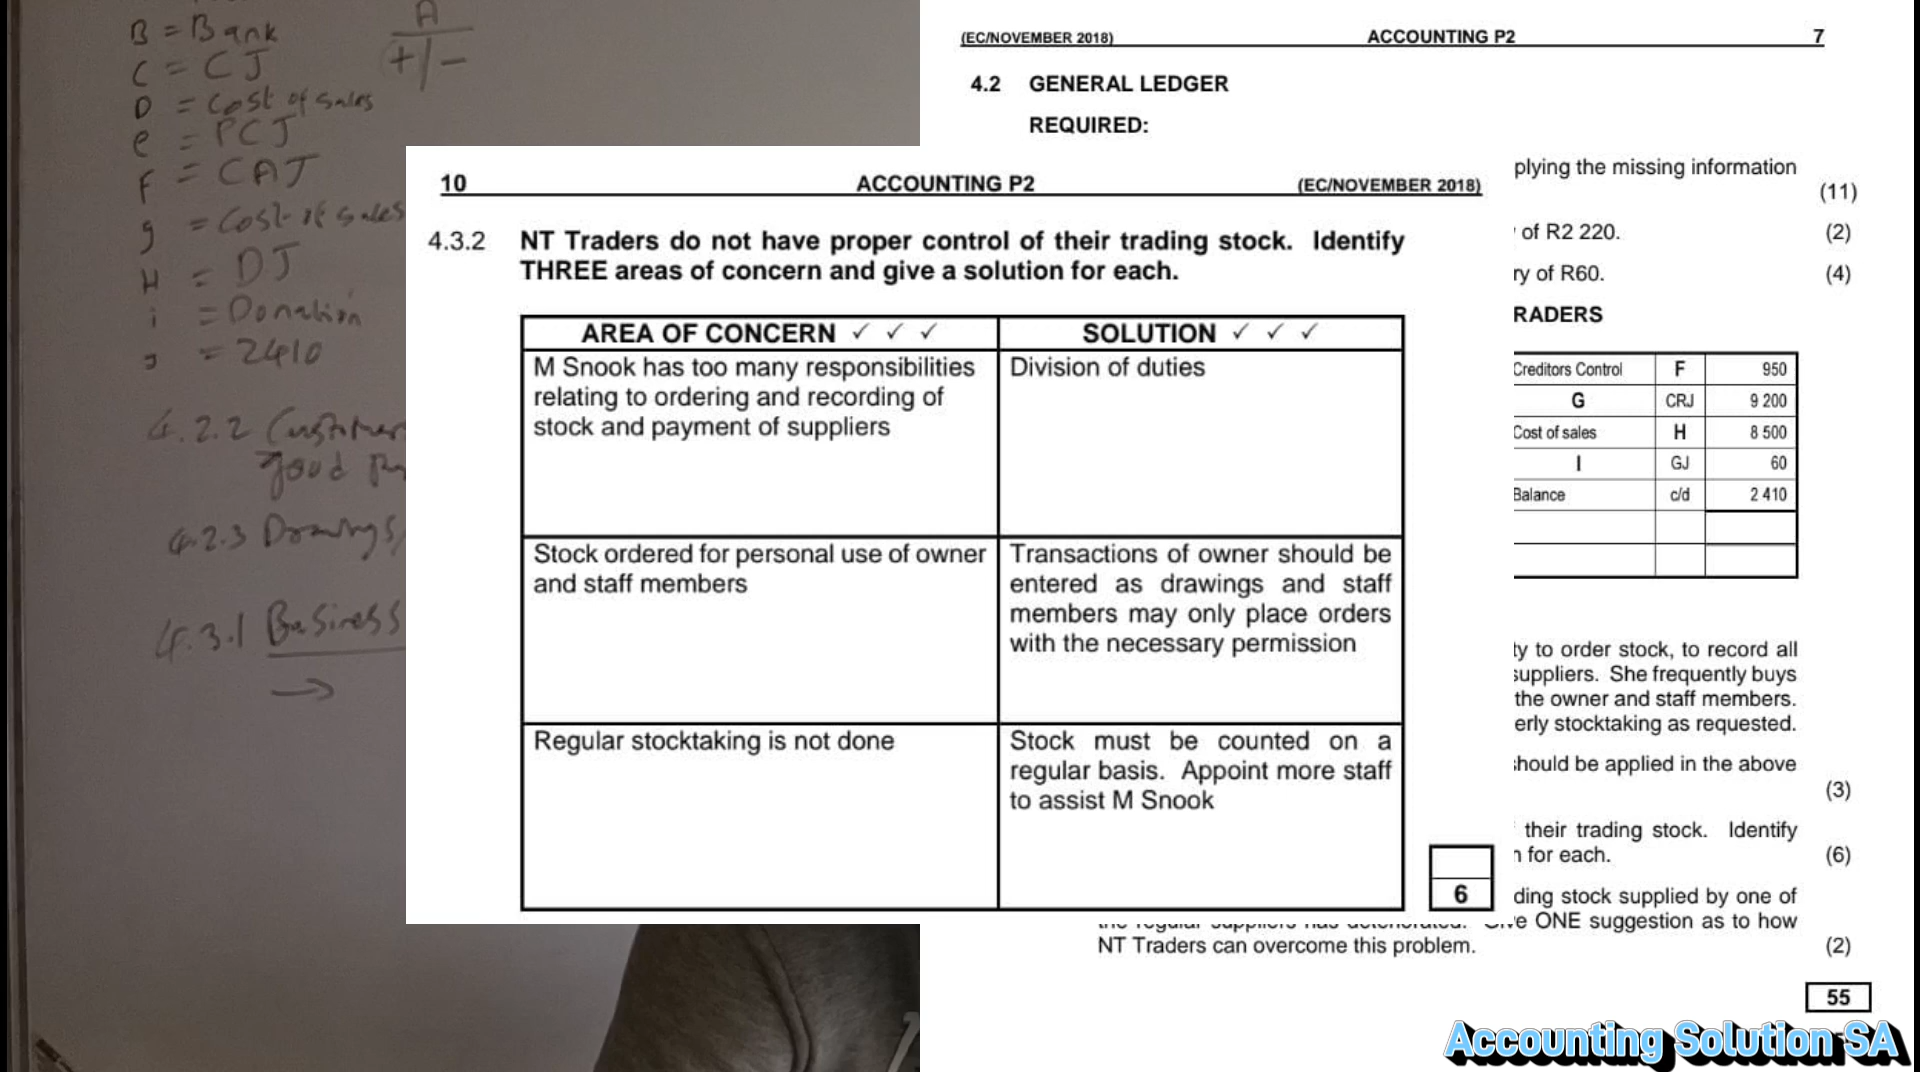 B = Bank
C = CJ
D = Cost of sales
e = PCJ
F = CAJ
g = Cost of sales
H = DJ
i = Donation
J = 2410
A
+ | -
4.2.2 Customer
good
4.2.3 Drawings
4.3.1 Business
→
(EC/NOVEMBER 2018) ACCOUNTING P2 7
4.2 GENERAL LEDGER
REQUIRED:
plying the missing information
(11)
of R2 220. (2)
ry of R60. (4)
RADERS
Creditors Control F 950
G CRJ 9 200
Cost of sales H 8 500
I GJ 60
Balance c/d 2 410
ty to order stock, to record all
suppliers. She frequently buys
the owner and staff members.
erly stocktaking as requested.
should be applied in the above
(3)
their trading stock. Identify
n for each. (6)
ding stock supplied by one of
the regular suppliers has deteriorated. Give ONE suggestion as to how
NT Traders can overcome this problem. (2)
55
10 ACCOUNTING P2 (EC/NOVEMBER 2018)
4.3.2 NT Traders do not have proper control of their trading stock. Identify
THREE areas of concern and give a solution for each.
AREA OF CONCERN ✓ ✓ ✓ SOLUTION ✓ ✓ ✓
M Snook has too many responsibilities
relating to ordering and recording of
stock and payment of suppliers
Division of duties
Stock ordered for personal use of owner
and staff members
Transactions of owner should be
entered as drawings and staff
members may only place orders
with the necessary permission
Regular stocktaking is not done
Stock must be counted on a
regular basis. Appoint more staff
to assist M Snook
6
Accounting Solution SA